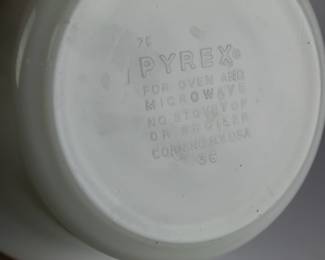 PYREX®
FOR OVEN AND
MICROWAVE
NO STOVETOP
OR BROILER
CORNING NY USA